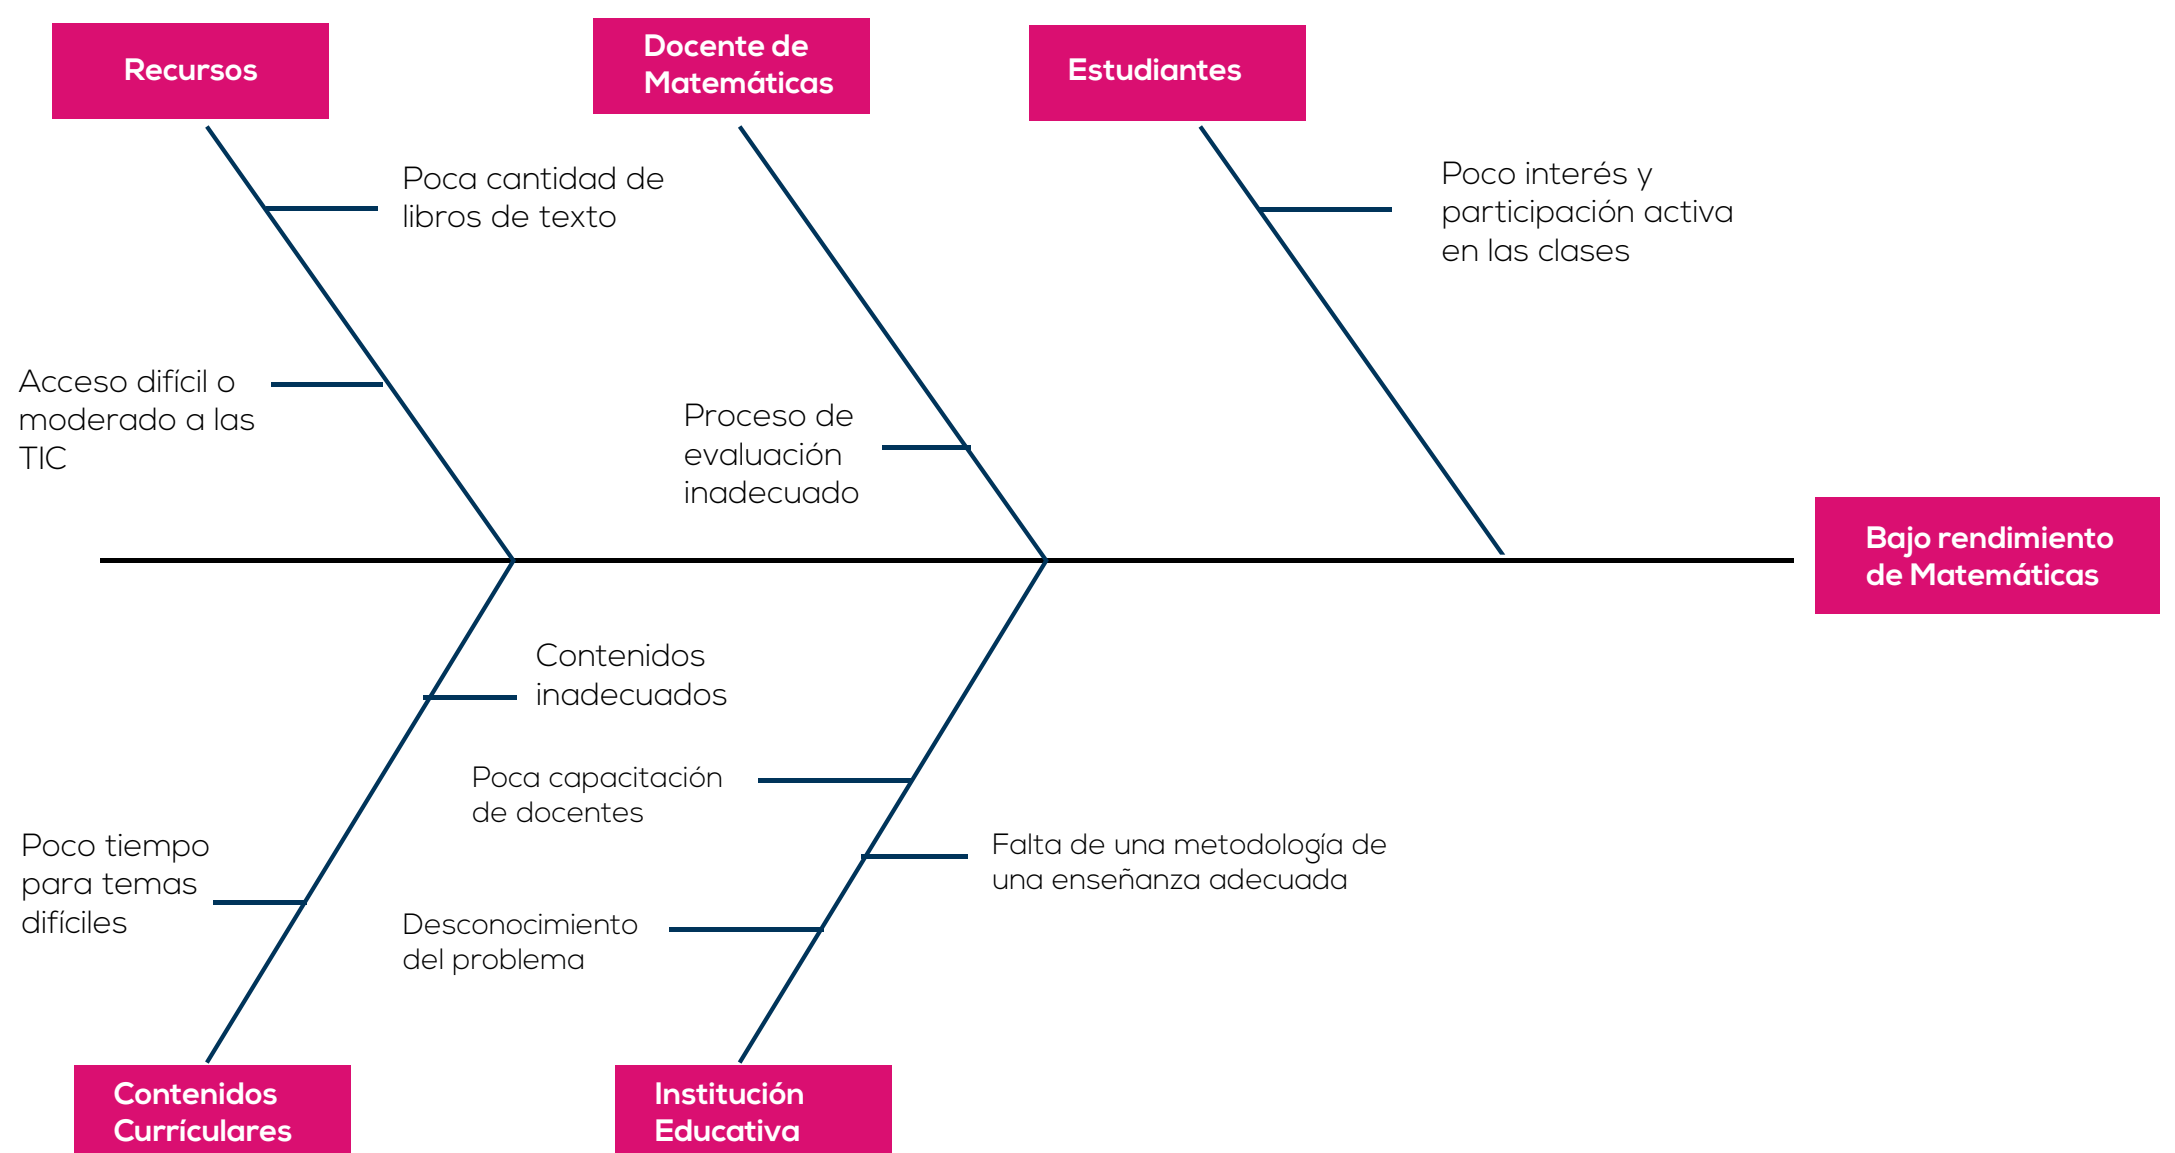 Recursos
Docente de
Matemáticas
Estudiantes
Poca cantidad de
libros de texto
Poco interés y
participación activa
en las clases
Acceso difícil o
moderado a las
TIC
Proceso de
evaluación
inadecuado
Bajo rendimiento
de Matemáticas
Contenidos
inadecuados
Poca capacitación
de docentes
Poco tiempo
para temas
difíciles
Falta de una metodología de
una enseñanza adecuada
Desconocimiento
del problema
Contenidos
Currículares
Institución
Educativa